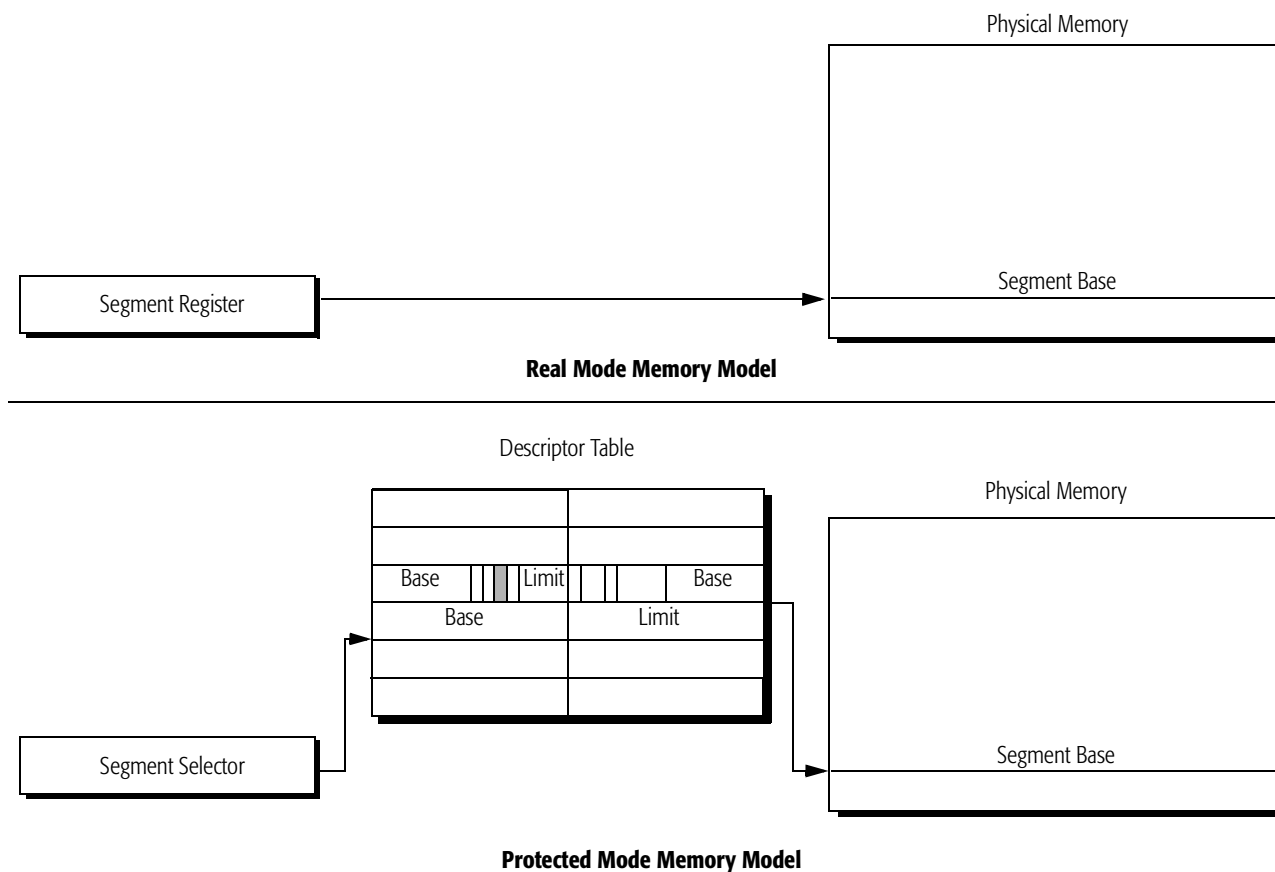 Physical Memory
Segment Base
Segment Register
Real Mode Memory Model
Descriptor Table
Physical Memory
Base Limit Base
Base Limit
Segment Base
Segment Selector
Protected Mode Memory Model